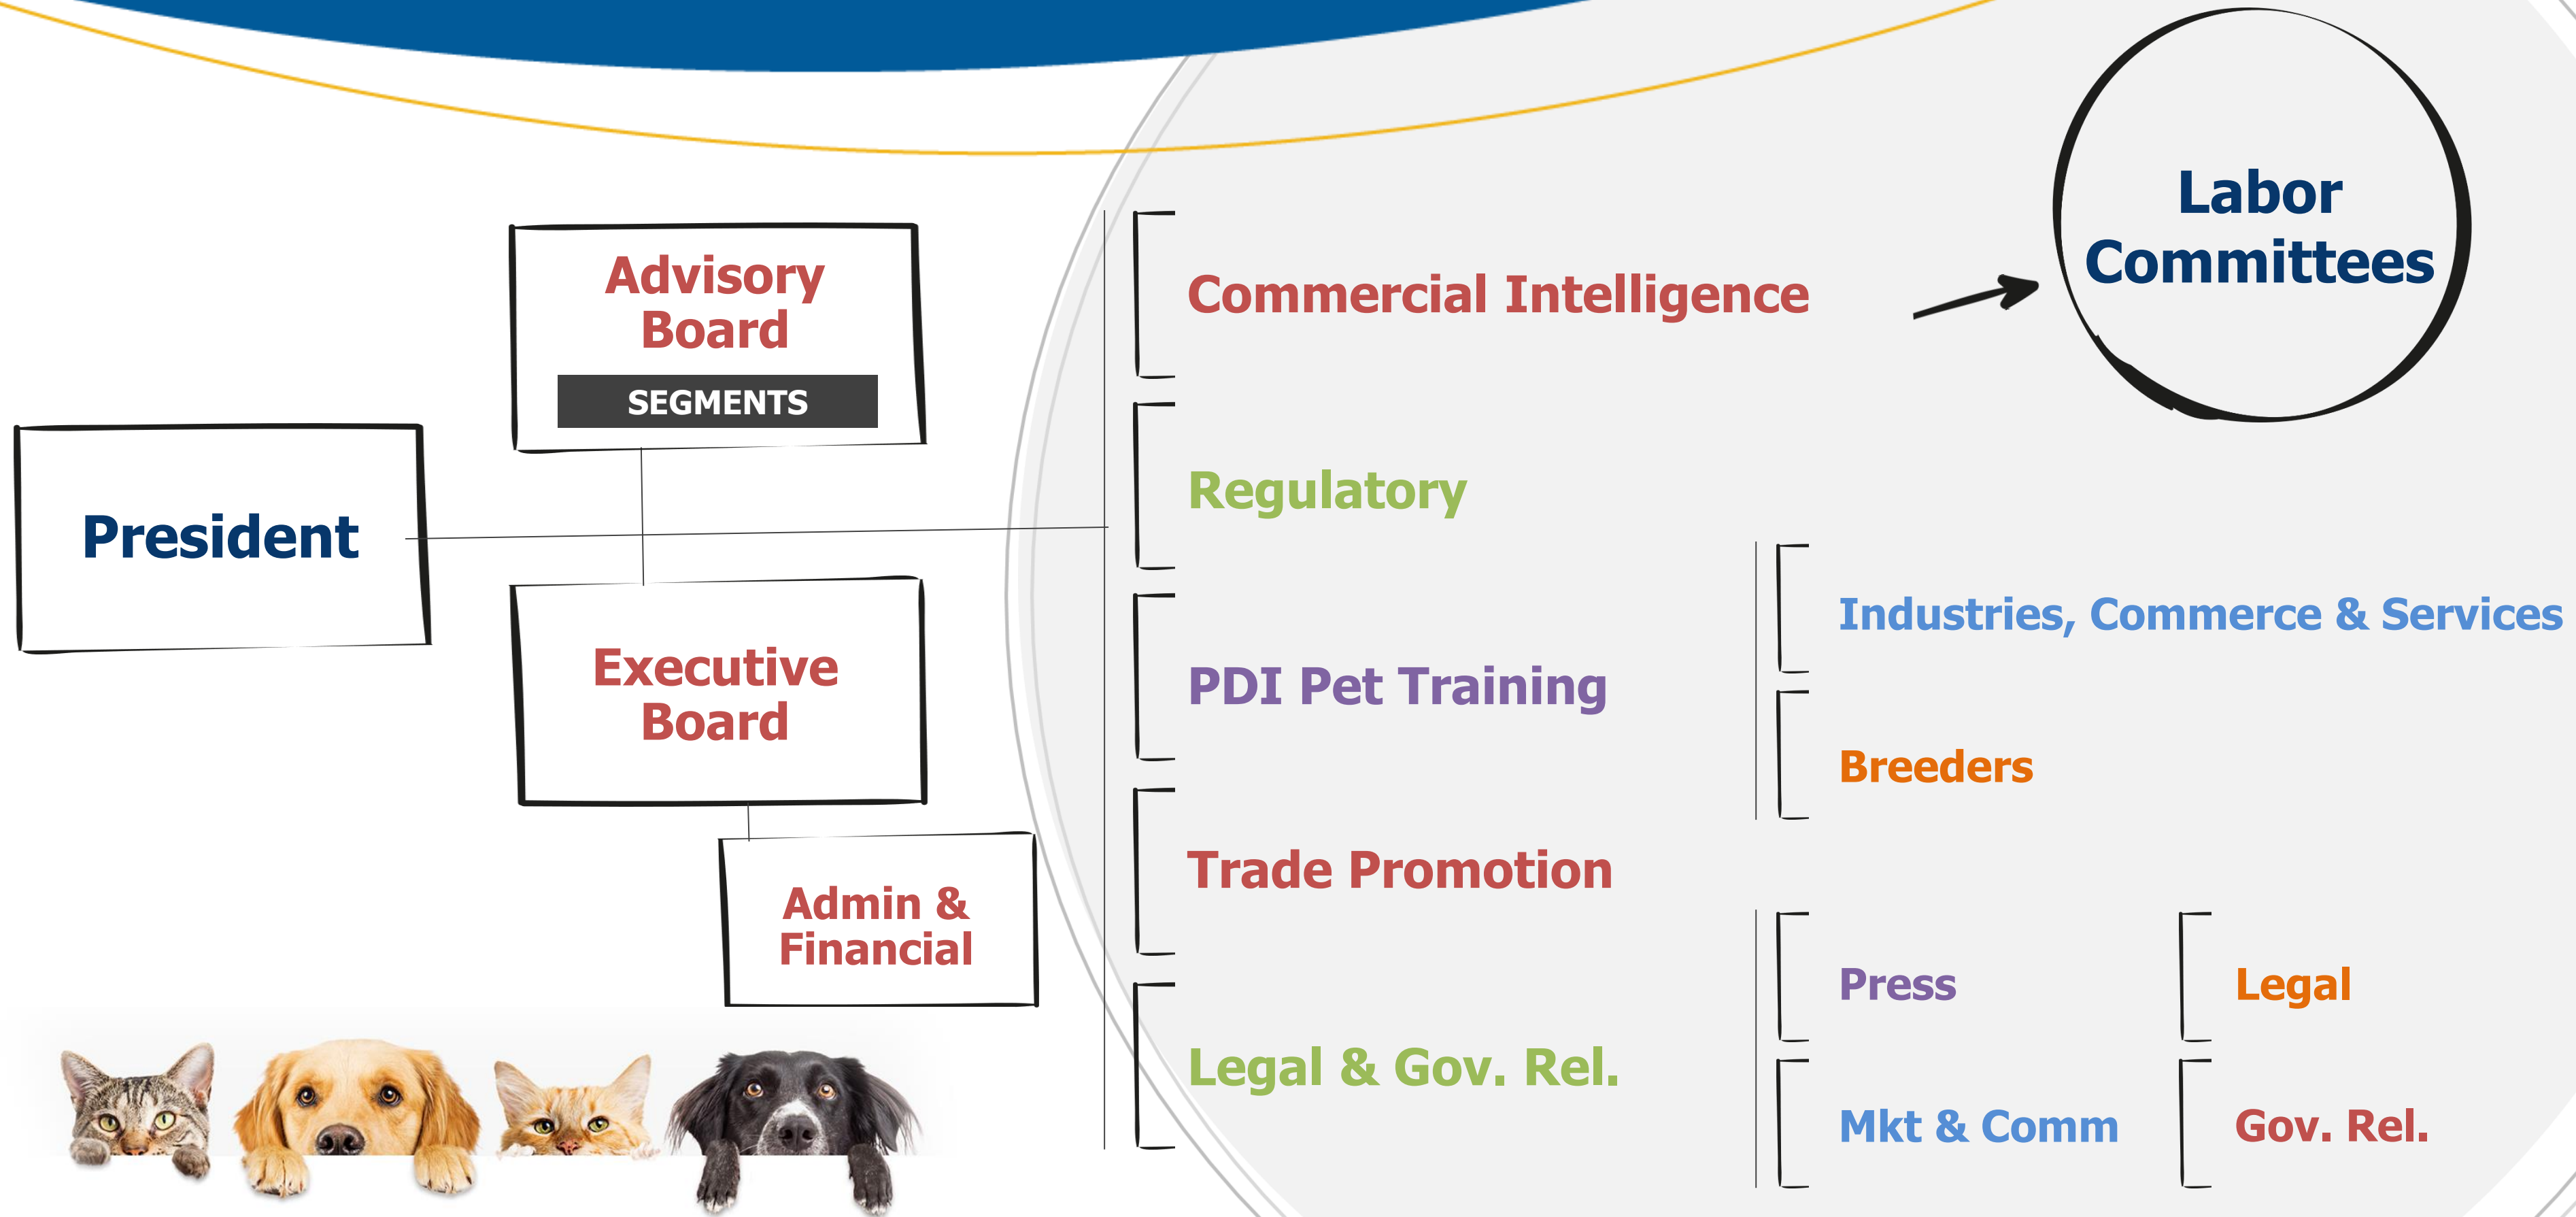 President
Advisory
Board
SEGMENTS
Executive
Board
Admin &
Financial
Commercial Intelligence
Regulatory
PDI Pet Training
Trade Promotion
Legal & Gov. Rel.
Labor
Committees
Industries, Commerce & Services
Breeders
Press
Legal
Mkt & Comm
Gov. Rel.